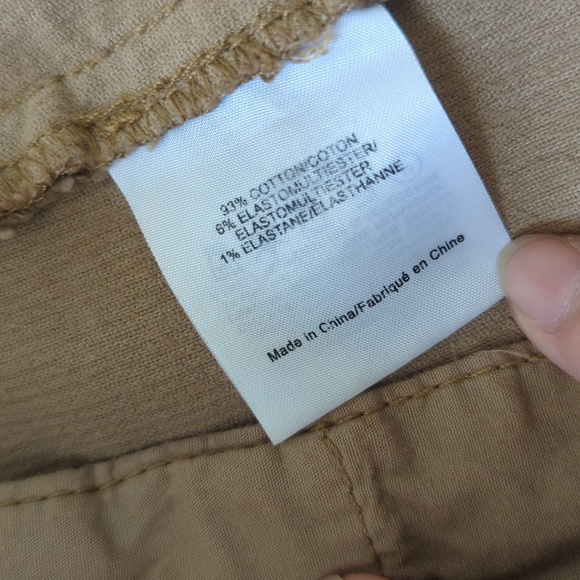 93% COTTON/COTON
6% ELASTOMULTIESTER/
ELASTOMULTIESTER
1% ELASTANE/ELASTHANNE
Made in China/Fabriqué en Chine